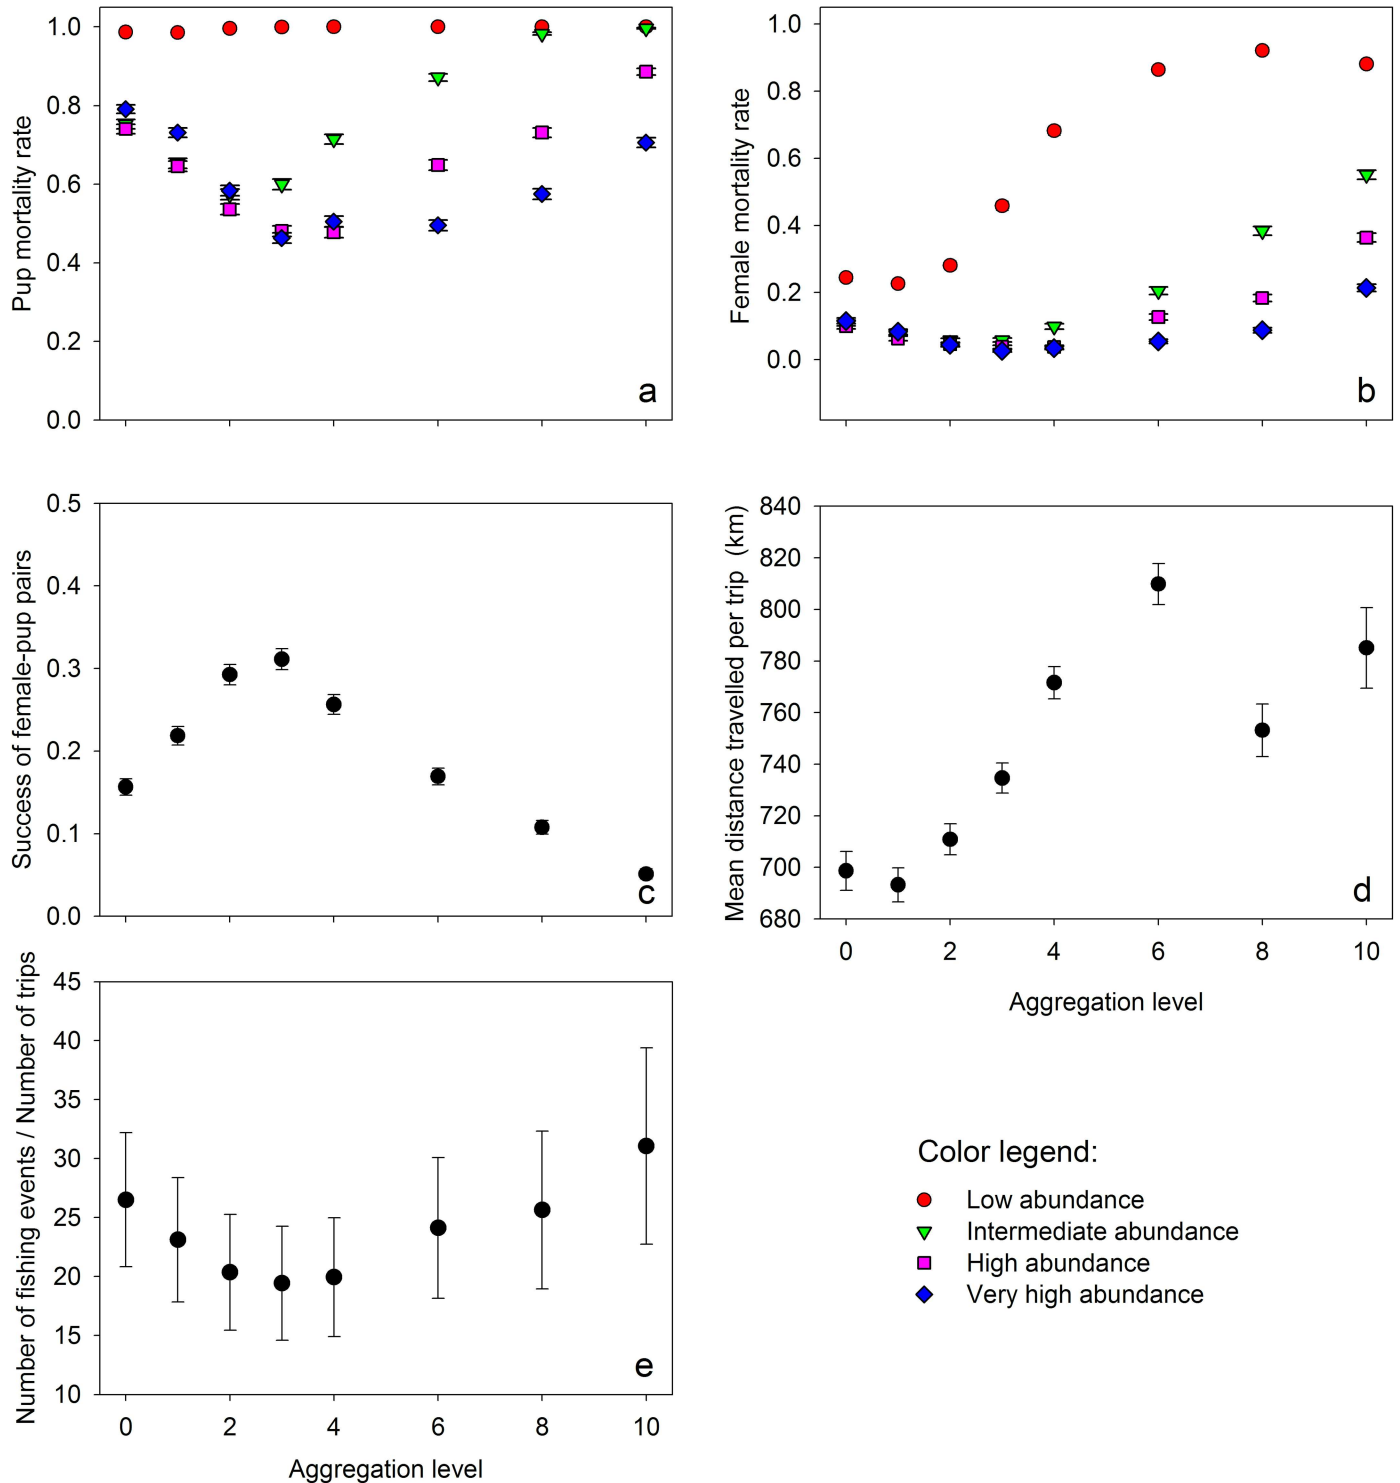 Pup mortality rate
1.0
0.8
0.6
0.4
0.2
0.0
a
Female mortality rate
1.0
0.8
0.6
0.4
0.2
0.0
b
Success of female-pup pairs
0.5
0.4
0.3
0.2
0.1
0.0
c
Mean distance travelled per trip (km)
840
820
800
780
760
740
720
700
680
d
0 2 4 6 8 10
Aggregation level
Number of fishing events / Number of trips
45
40
35
30
25
20
15
10
e
0 2 4 6 8 10
Aggregation level
Color legend:
Low abundance
Intermediate abundance
High abundance
Very high abundance